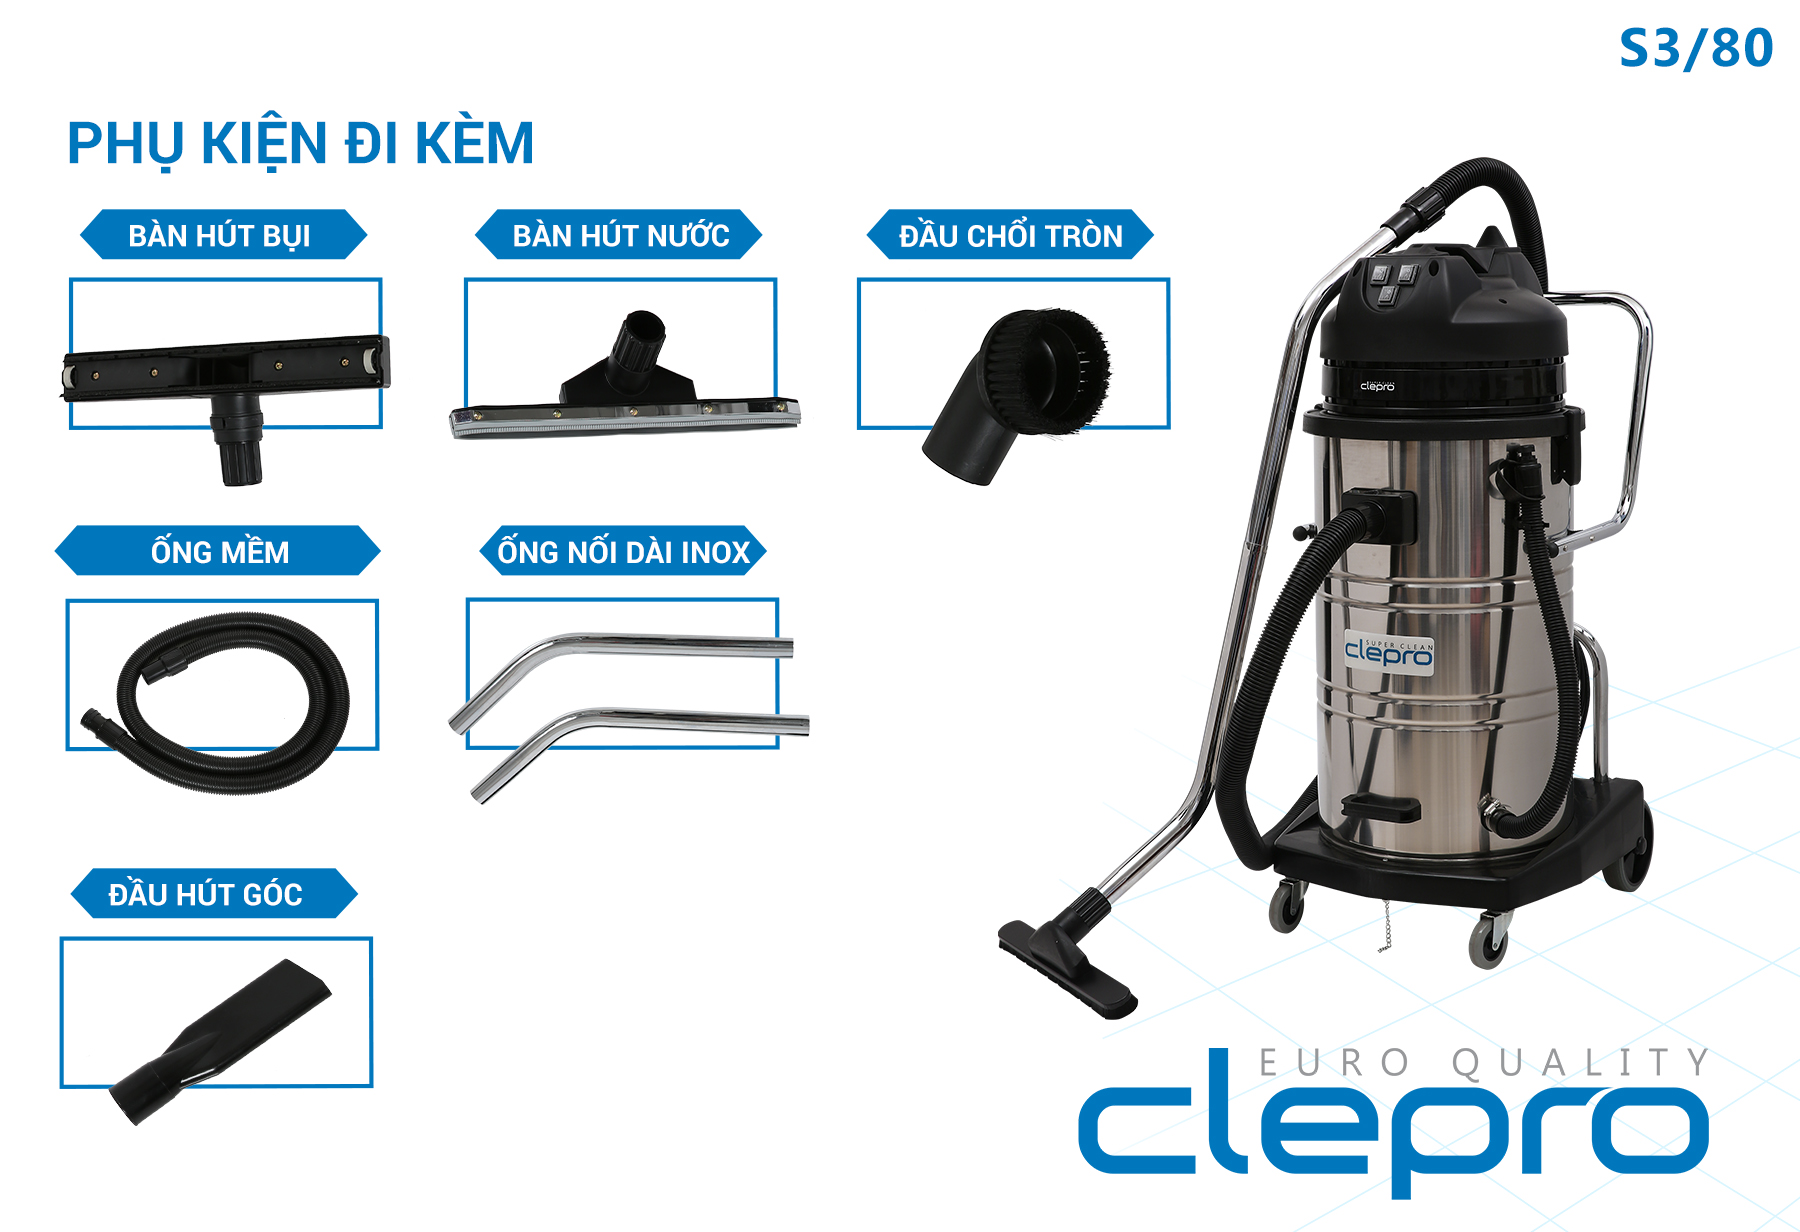 S3/80
PHỤ KIỆN ĐI KÈM
BÀN HÚT BỤI
BÀN HÚT NƯỚC
ĐẦU CHỔI TRÒN
ỐNG MỀM
ỐNG NỐI DÀI INOX
ĐẦU HÚT GÓC
clepro
SUPER CLEAN
clepro
EURO QUALITY
clepro